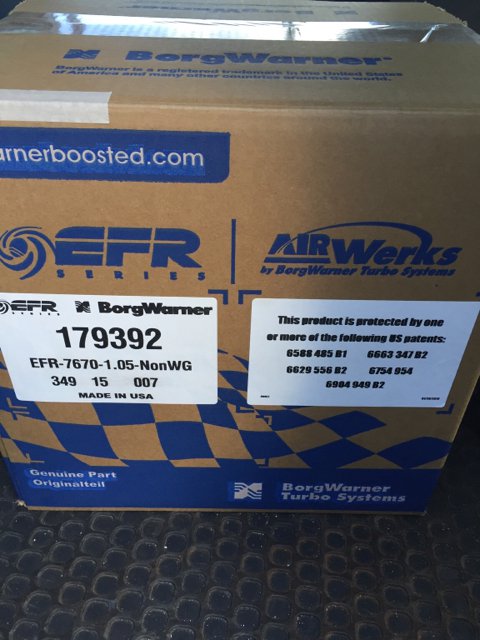 BorgWarner
BorgWarner is a registered trademark in the United States
of America and many other countries around the world.
arnerboosted.com
EFR
SERIES
AIRWerks
by BorgWarner Turbo Systems
EFR
SERIES
BorgWarner
179392
EFR-7670-1.05-NonWG
349 15 007
MADE IN USA
This product is protected by one
or more of the following US patents:
6588 485 B1 6663 347 B2
6629 556 B2 6754 954
6984 949 B2
Genuine Part
Originalteil
BorgWarner
Turbo Systems